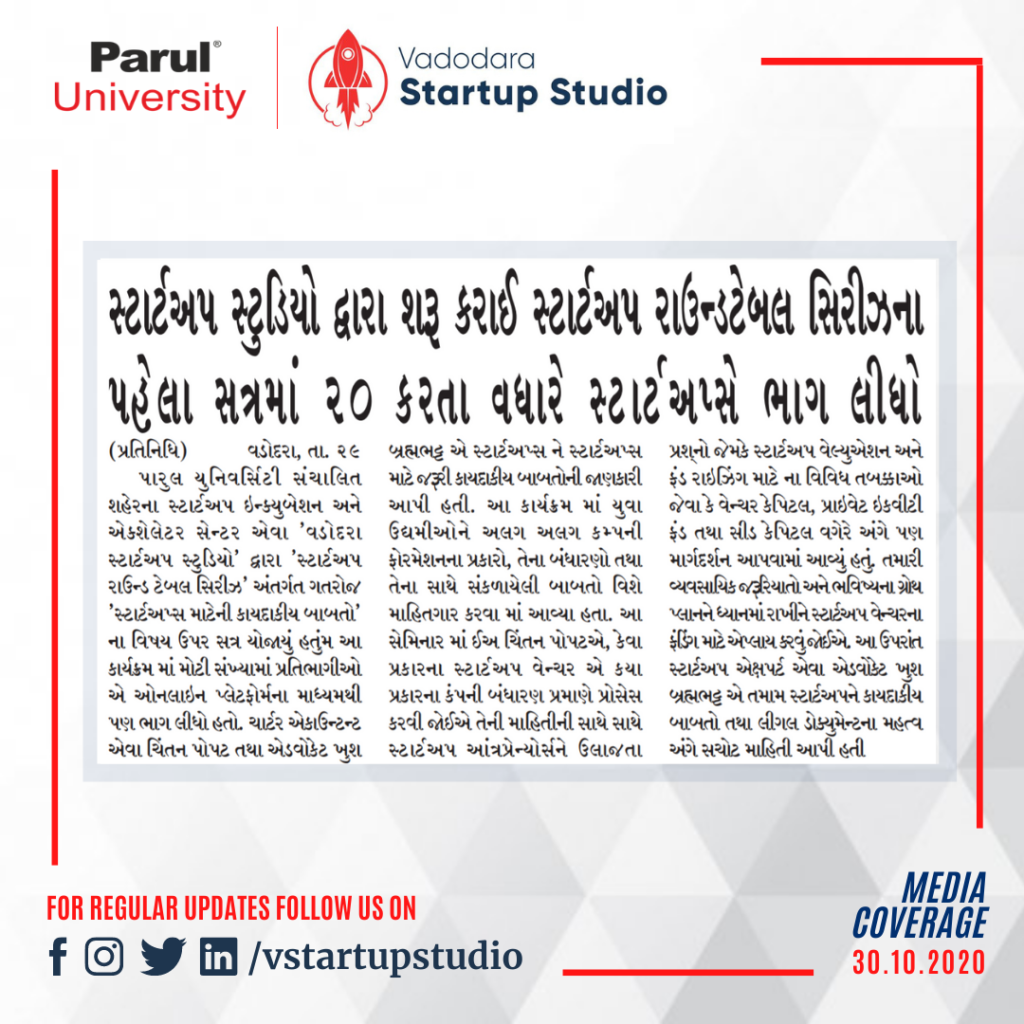 Parul®
University
Vadodara
Startup Studio
સ્ટાર્ટઅપ સ્ટુડિયો દ્વારા શરૂ કરાઈ સ્ટાર્ટઅપ રાઉન્ડટેબલ સિરીઝના
પહેલા સત્રમાં ૨૦ કરતા વધારે સ્ટાર્ટઅપ્સે ભાગ લીધો
(પ્રતિનિધિ) વડોદરા, તા. ૨૯
પારુલ યુનિવર્સિટી સંચાલિત
શહેરના સ્ટાર્ટઅપ ઇન્ક્યુબેશન અને
એકશેલેટર સેન્ટર એવા 'વડોદરા
સ્ટાર્ટઅપ સ્ટુડિયો' દ્વારા 'સ્ટાર્ટઅપ
રાઉન્ડ ટેબલ સિરીઝ' અંતર્ગત ગતરોજ
'સ્ટાર્ટઅપ્સ માટેની કાયદાકીય બાબતો'
ના વિષય ઉપર સત્ર યોજાયું હતુંમ આ
કાર્યક્રમ માં મોટી સંખ્યામાં પ્રતિભાગીઓ
એ ઓનલાઇન પ્લેટફોર્મના માધ્યમથી
પણ ભાગ લીધો હતો. ચાર્ટર એકાઉન્ટન્ટ
એવા ચિંતન પોપટ તથા એડવોકેટ ખુશ
બ્રહ્મભટ્ટ એ સ્ટાર્ટઅપ્સ ને સ્ટાર્ટઅપ્સ
માટે જરૂરી કાયદાકીય બાબતોની જાણકારી
આપી હતી. આ કાર્યક્રમ માં યુવા
ઉદ્યમીઓને અલગ અલગ કમ્પની
ફોરમેશનના પ્રકારો, તેના બંધારણો તથા
તેના સાથે સંકળાયેલી બાબતો વિશે
માહિતગાર કરવા માં આવ્યા હતા. આ
સેમિનાર માં ઈઅ ચિંતન પોપટએ, કેવા
પ્રકારના સ્ટાર્ટઅપ વેન્ચર એ કયા
પ્રકારના કંપની બંધારણ પ્રમાણે પ્રોસેસ
કરવી જોઈએ તેની માહિતીની સાથે સાથે
સ્ટાર્ટઅપ આંત્રપ્રેન્યોર્સને ઉલાજતા
પ્રશ્નો જેમકે સ્ટાર્ટઅપ વેલ્યુએશન અને
ફંડ રાઇઝિંગ માટે ના વિવિધ તબક્કાઓ
જેવા કે વેન્ચર કેપિટલ, પ્રાઇવેટ ઇકવીટી
ફંડ તથા સીડ કેપિટલ વગેરે અંગે પણ
માર્ગદર્શન આપવામાં આવ્યું હતું. તમારી
વ્યવસાયિક જરૂરિયાતો અને ભવિષ્યના ગ્રોથ
પ્લાનને ધ્યાનમાં રાખીને સ્ટાર્ટઅપ વેન્ચરના
ફંડિંગ માટે એપ્લાય કરવું જોઈએ. આ ઉપરાંત
સ્ટાર્ટઅપ એક્ષપર્ટ એવા એડવોકેટ ખુશ
બ્રહ્મભટ્ટ એ તમામ સ્ટાર્ટઅપને કાયદાકીય
બાબતો તથા લીગલ ડોક્યુમેન્ટના મહત્વ
અંગે સચોટ માહિતી આપી હતી
FOR REGULAR UPDATES FOLLOW US ON
/vstartupstudio
MEDIA
COVERAGE
30.10.2020